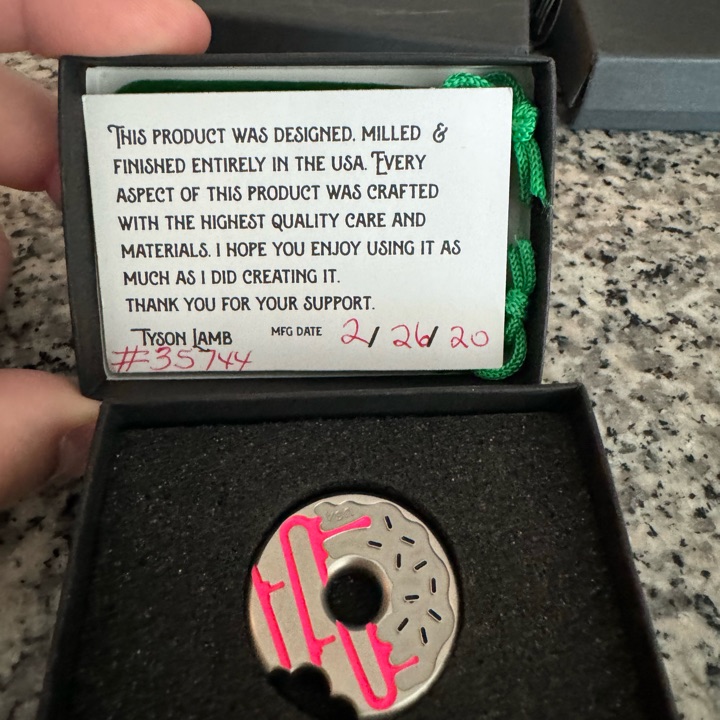 THIS PRODUCT WAS DESIGNED, MILLED &
FINISHED ENTIRELY IN THE USA. EVERY
ASPECT OF THIS PRODUCT WAS CRAFTED
WITH THE HIGHEST QUALITY CARE AND
MATERIALS. I HOPE YOU ENJOY USING IT AS
MUCH AS I DID CREATING IT.
THANK YOU FOR YOUR SUPPORT.
TYSON LAMB MFG DATE 2/ 26/ 20
#35744